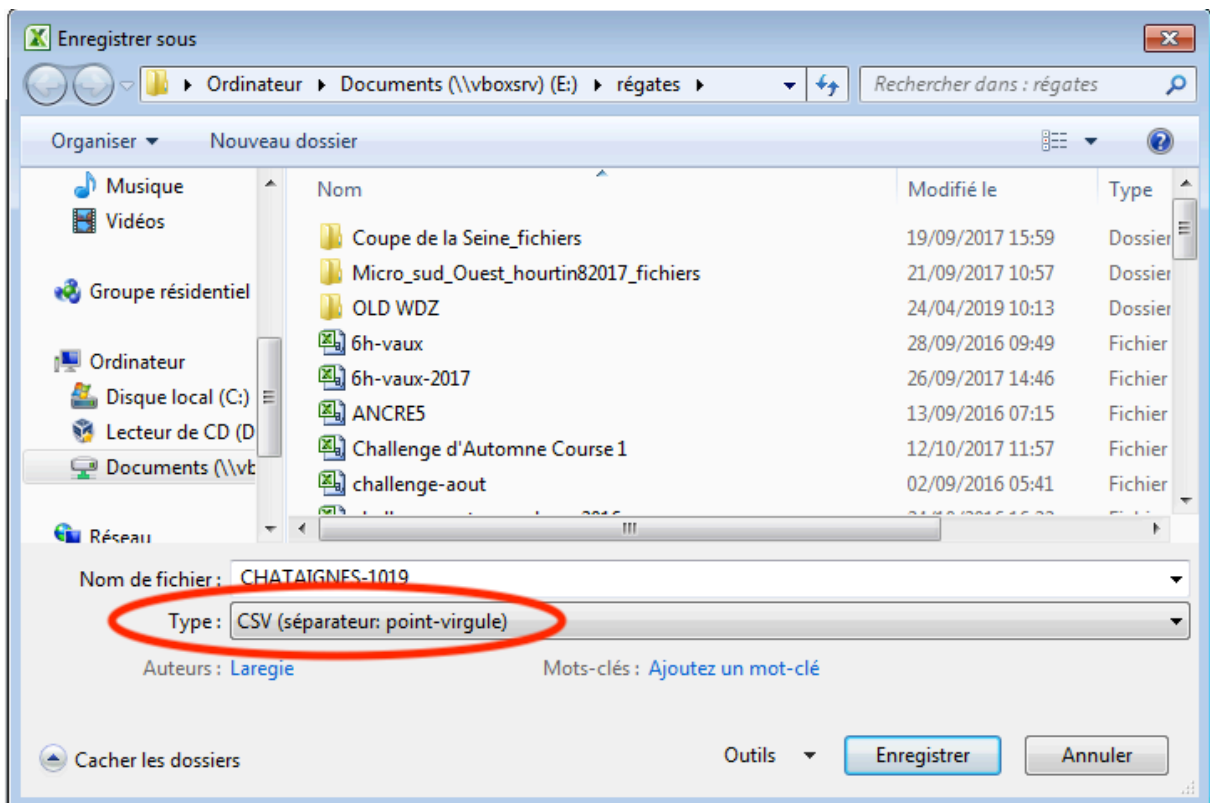 Enregistrer sous
Ordinateur Documents (\\vboxsrv) (E:) régates Rechercher dans : régates
Organiser Nouveau dossier
Musique Nom Modifié le Type
Vidéos
Coupe de la Seine_fichiers 19/09/2017 15:59 Dossier
Micro_sud_Ouest_hourtin82017_fichiers 21/09/2017 10:57 Dossier
Groupe résidentiel
OLD WDZ 24/04/2019 10:13 Dossier
6h-vaux 28/09/2016 09:49 Fichier
Ordinateur
6h-vaux-2017 26/09/2017 14:46 Fichier
Disque local (C:)
ANCRE5 13/09/2016 07:15 Fichier
Lecteur de CD (D
Challenge d'Automne Course 1 12/10/2017 11:57 Fichier
Documents (\\vb
challenge-aout 02/09/2016 05:41 Fichier
Réseau
Nom de fichier : CHATAIGNES-1019
Type : CSV (séparateur: point-virgule)
Auteurs : Laregie Mots-clés : Ajoutez un mot-clé
Cacher les dossiers Outils Enregistrer Annuler